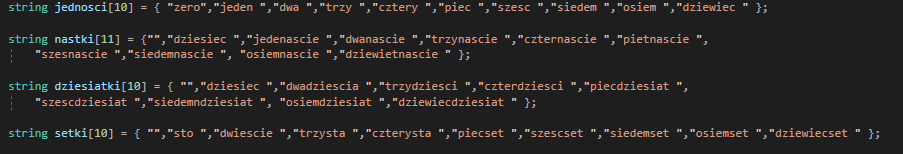 string jednosci[10] = { "zero","jeden ","dwa ","trzy ","cztery ","piec ","szesc ","siedem ","osiem ","dziewiec " };
string nastki[11] = {"","dziesiec ","jedenascie ","dwanascie ","trzynascie ","czternascie ","pietnascie ",
"szesnascie ","siedemnascie ", "osiemnascie ","dziewietnascie " };
string dziesiatki[10] = { "","dziesiec ","dwadziescia ","trzydziesci ","czterdziesci ","piecdziesiat ",
"szescdziesiat ","siedemndziesiat ", "osiemdziesiat ","dziewiecdziesiat " };
string setki[10] = { "","sto ","dwiescie ","trzysta ","czterysta ","piecset ","szescset ","siedemset ","osiemset ","dziewiecset " };